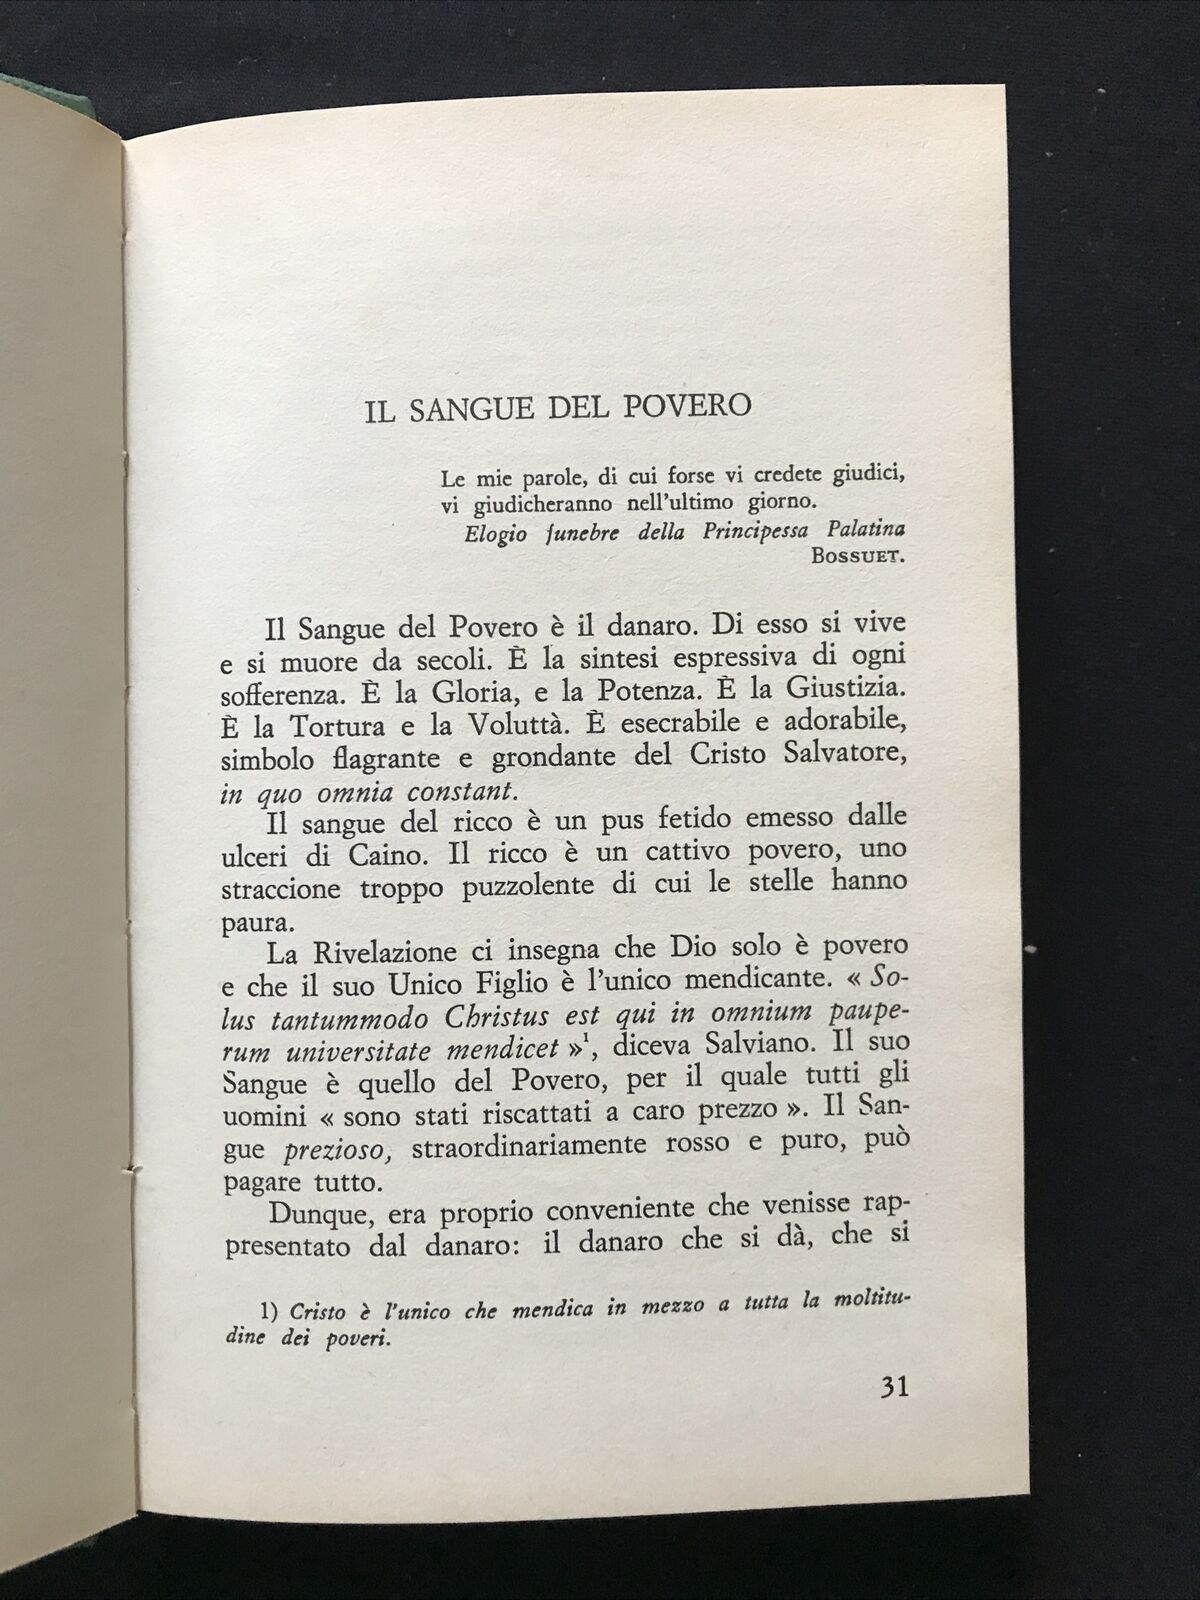 IL SANGUE DEL POVERO
Le mie parole, di cui forse vi credete giudici,
vi giudicheranno nell'ultimo giorno.
Elogio funebre della Principessa Palatina
BOSSUET.
Il Sangue del Povero è il danaro. Di esso si vive
e si muore da secoli. È la sintesi espressiva di ogni
sofferenza. È la Gloria, e la Potenza. È la Giustizia.
È la Tortura e la Voluttà. È esecrabile e adorabile,
simbolo flagrante e grondante del Cristo Salvatore,
in quo omnia constant.
Il sangue del ricco è un pus fetido emesso dalle
ulceri di Caino. Il ricco è un cattivo povero, uno
straccione troppo puzzolente di cui le stelle hanno
paura.
La Rivelazione ci insegna che Dio solo è povero
e che il suo Unico Figlio è l'unico mendicante. « So-
lus tantummodo Christus est qui in omnium paupe-
rum universitate mendicet »¹, diceva Salviano. Il suo
Sangue è quello del Povero, per il quale tutti gli
uomini « sono stati riscattati a caro prezzo ». Il San-
gue prezioso, straordinariamente rosso e puro, può
pagare tutto.
Dunque, era proprio conveniente che venisse rap-
presentato dal danaro: il danaro che si dà, che si
1) Cristo è l'unico che mendica in mezzo a tutta la moltitu-
dine dei poveri.
31